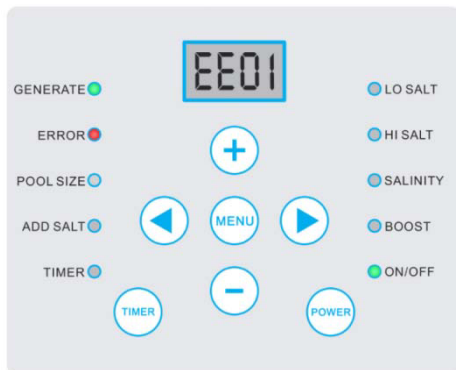 EE01
GENERATE
LO SALT
ERROR
HI SALT
POOL SIZE
SALINITY
ADD SALT
MENU
BOOST
TIMER
ON/OFF
TIMER
POWER